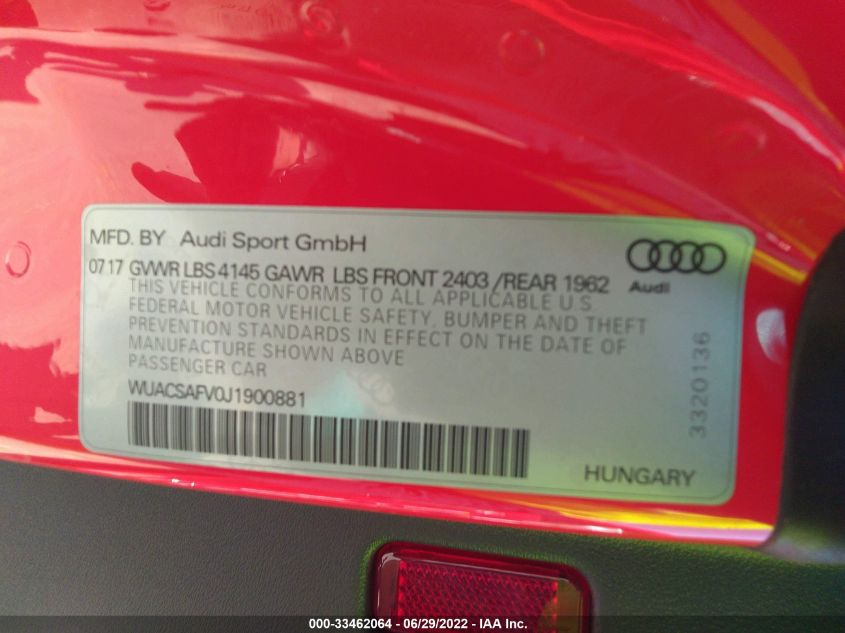 MFD. BY Audi Sport GmbH
Audi
07 17 GVWR LBS 4145 GAWR LBS FRONT 2403 /REAR 1962
THIS VEHICLE CONFORMS TO ALL APPLICABLE U.S.
FEDERAL MOTOR VEHICLE SAFETY, BUMPER AND THEFT
PREVENTION STANDARDS IN EFFECT ON THE DATE OF
MANUFACTURE SHOWN ABOVE
PASSENGER CAR
WUACSAFV0J1900881
3320136
HUNGARY
000-33462064 - 06/29/2022 - IAA Inc.